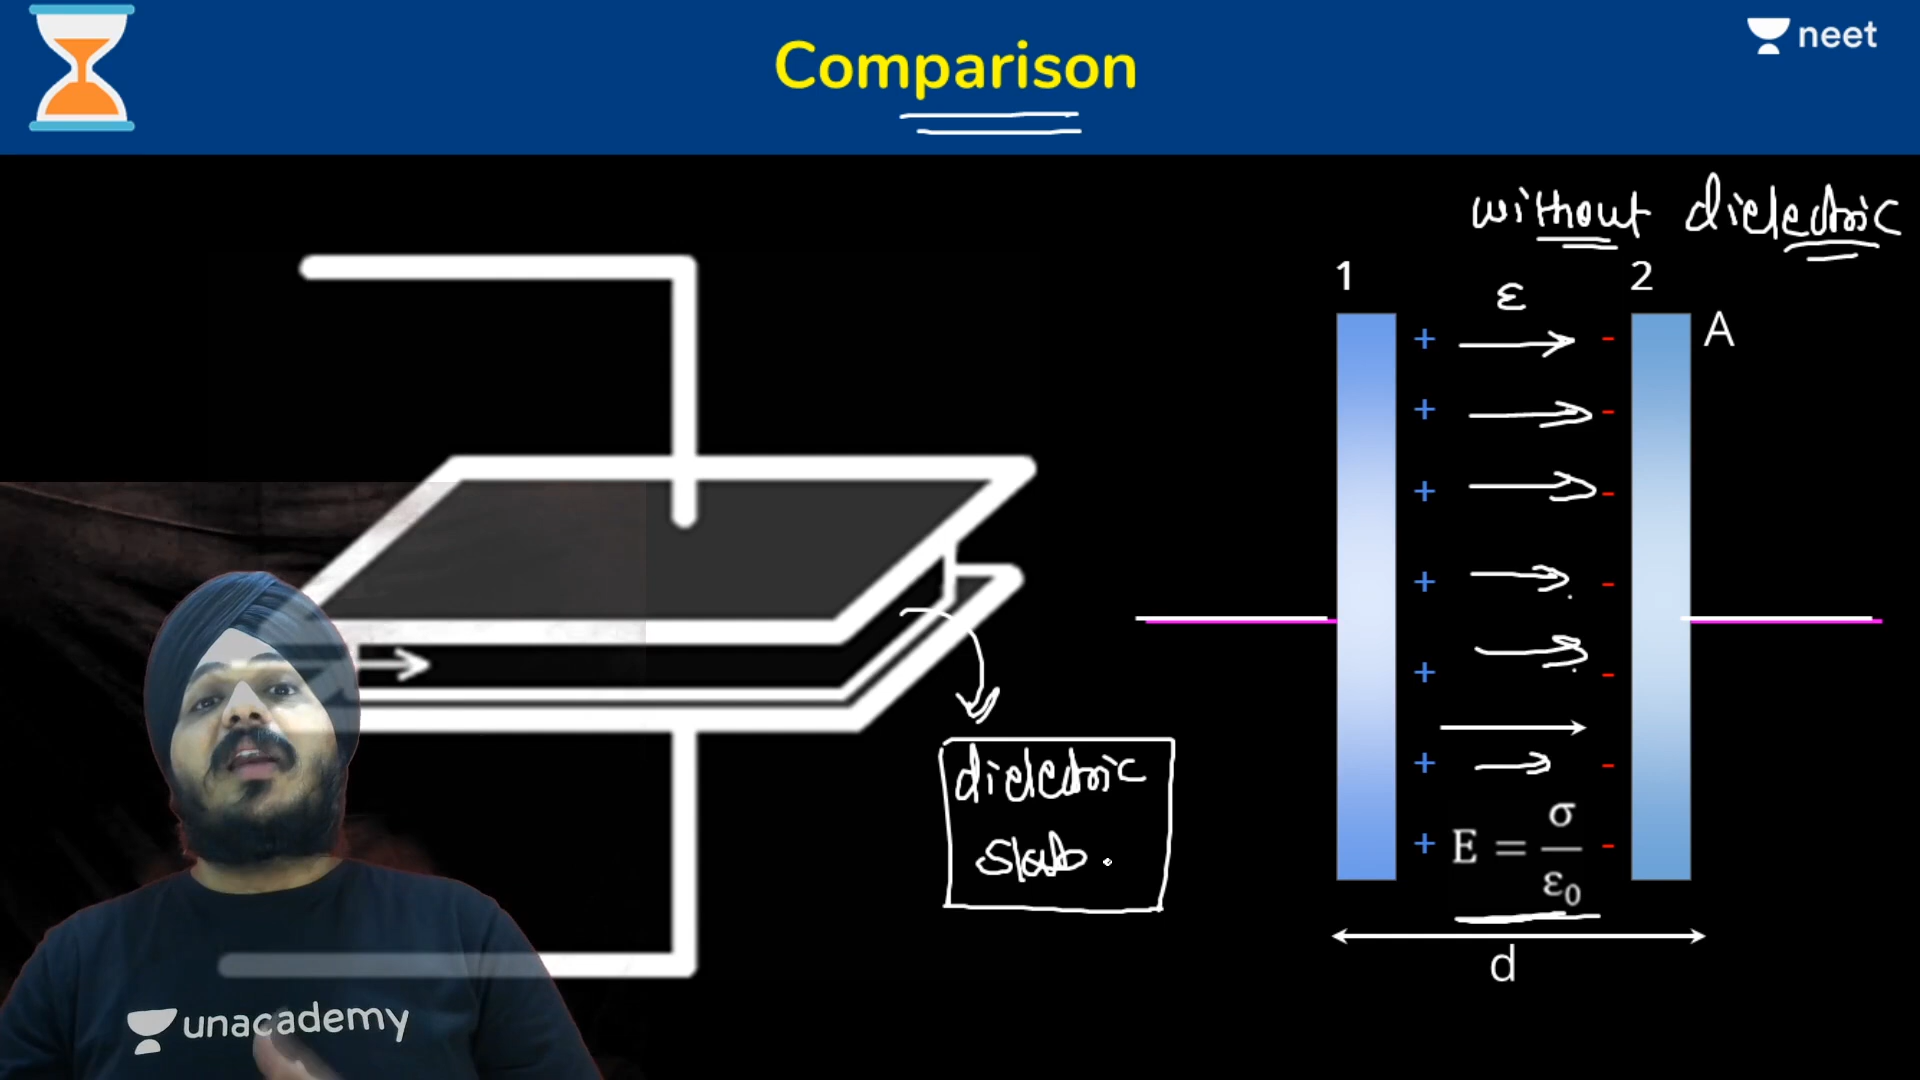 Comparison
neet
without dielectric
1
2
ε
A
+ -
+ -
+ -
+ -
+ -
+ -
+ E = σ/ε₀ -
d
dielectric
slab.
unacademy